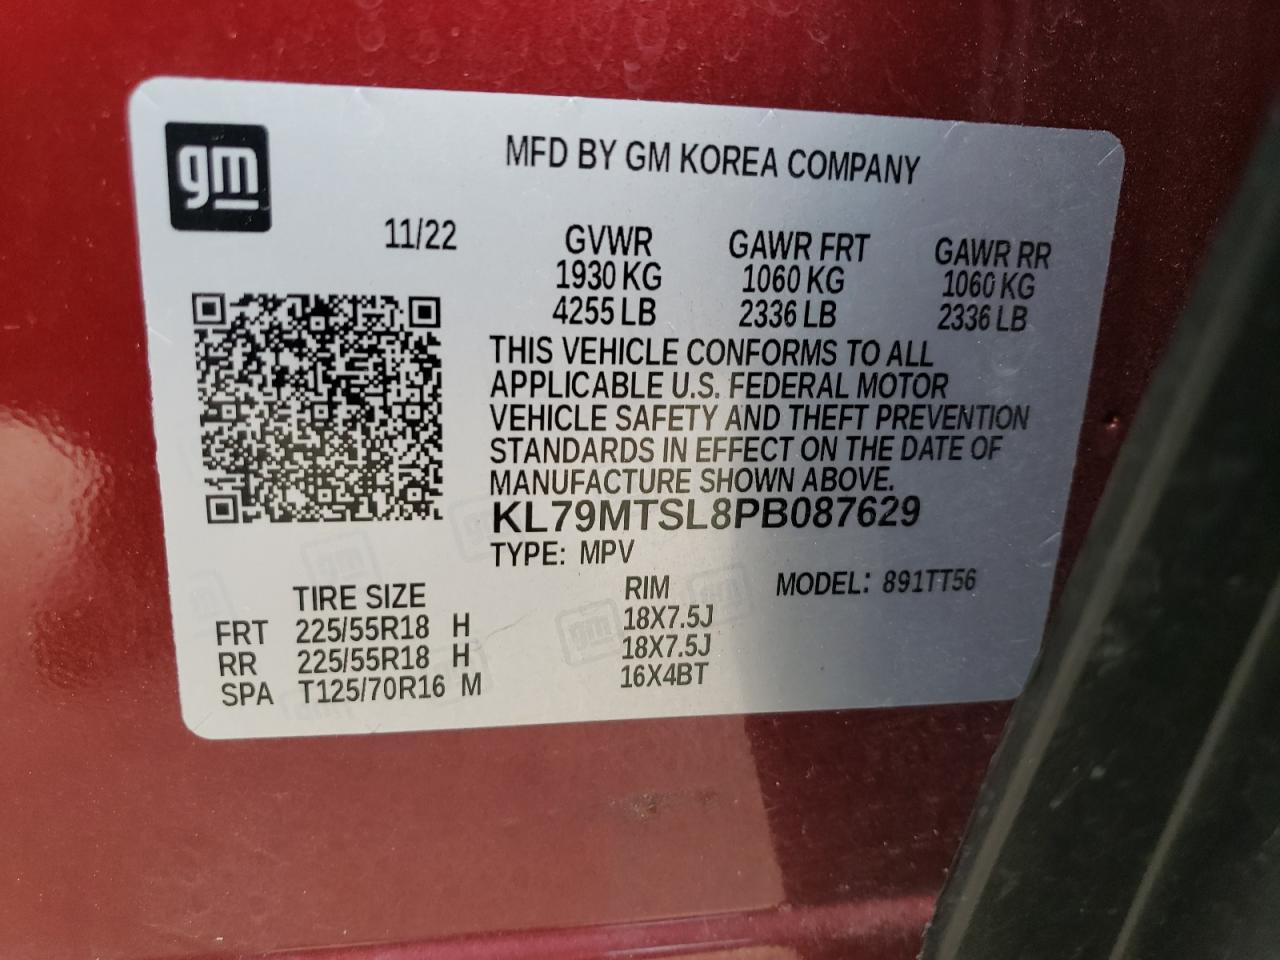 gm
MFD BY GM KOREA COMPANY
11/22 GVWR GAWR FRT GAWR RR
1930 KG 1060 KG 1060 KG
4255 LB 2336 LB 2336 LB
THIS VEHICLE CONFORMS TO ALL
APPLICABLE U.S. FEDERAL MOTOR
VEHICLE SAFETY AND THEFT PREVENTION
STANDARDS IN EFFECT ON THE DATE OF
MANUFACTURE SHOWN ABOVE.
KL79MTSL8PB087629
TYPE: MPV
TIRE SIZE RIM MODEL: 891TT56
FRT 225/55R18 H 18X7.5J
RR 225/55R18 H 18X7.5J
SPA T125/70R16 M 16X4BT